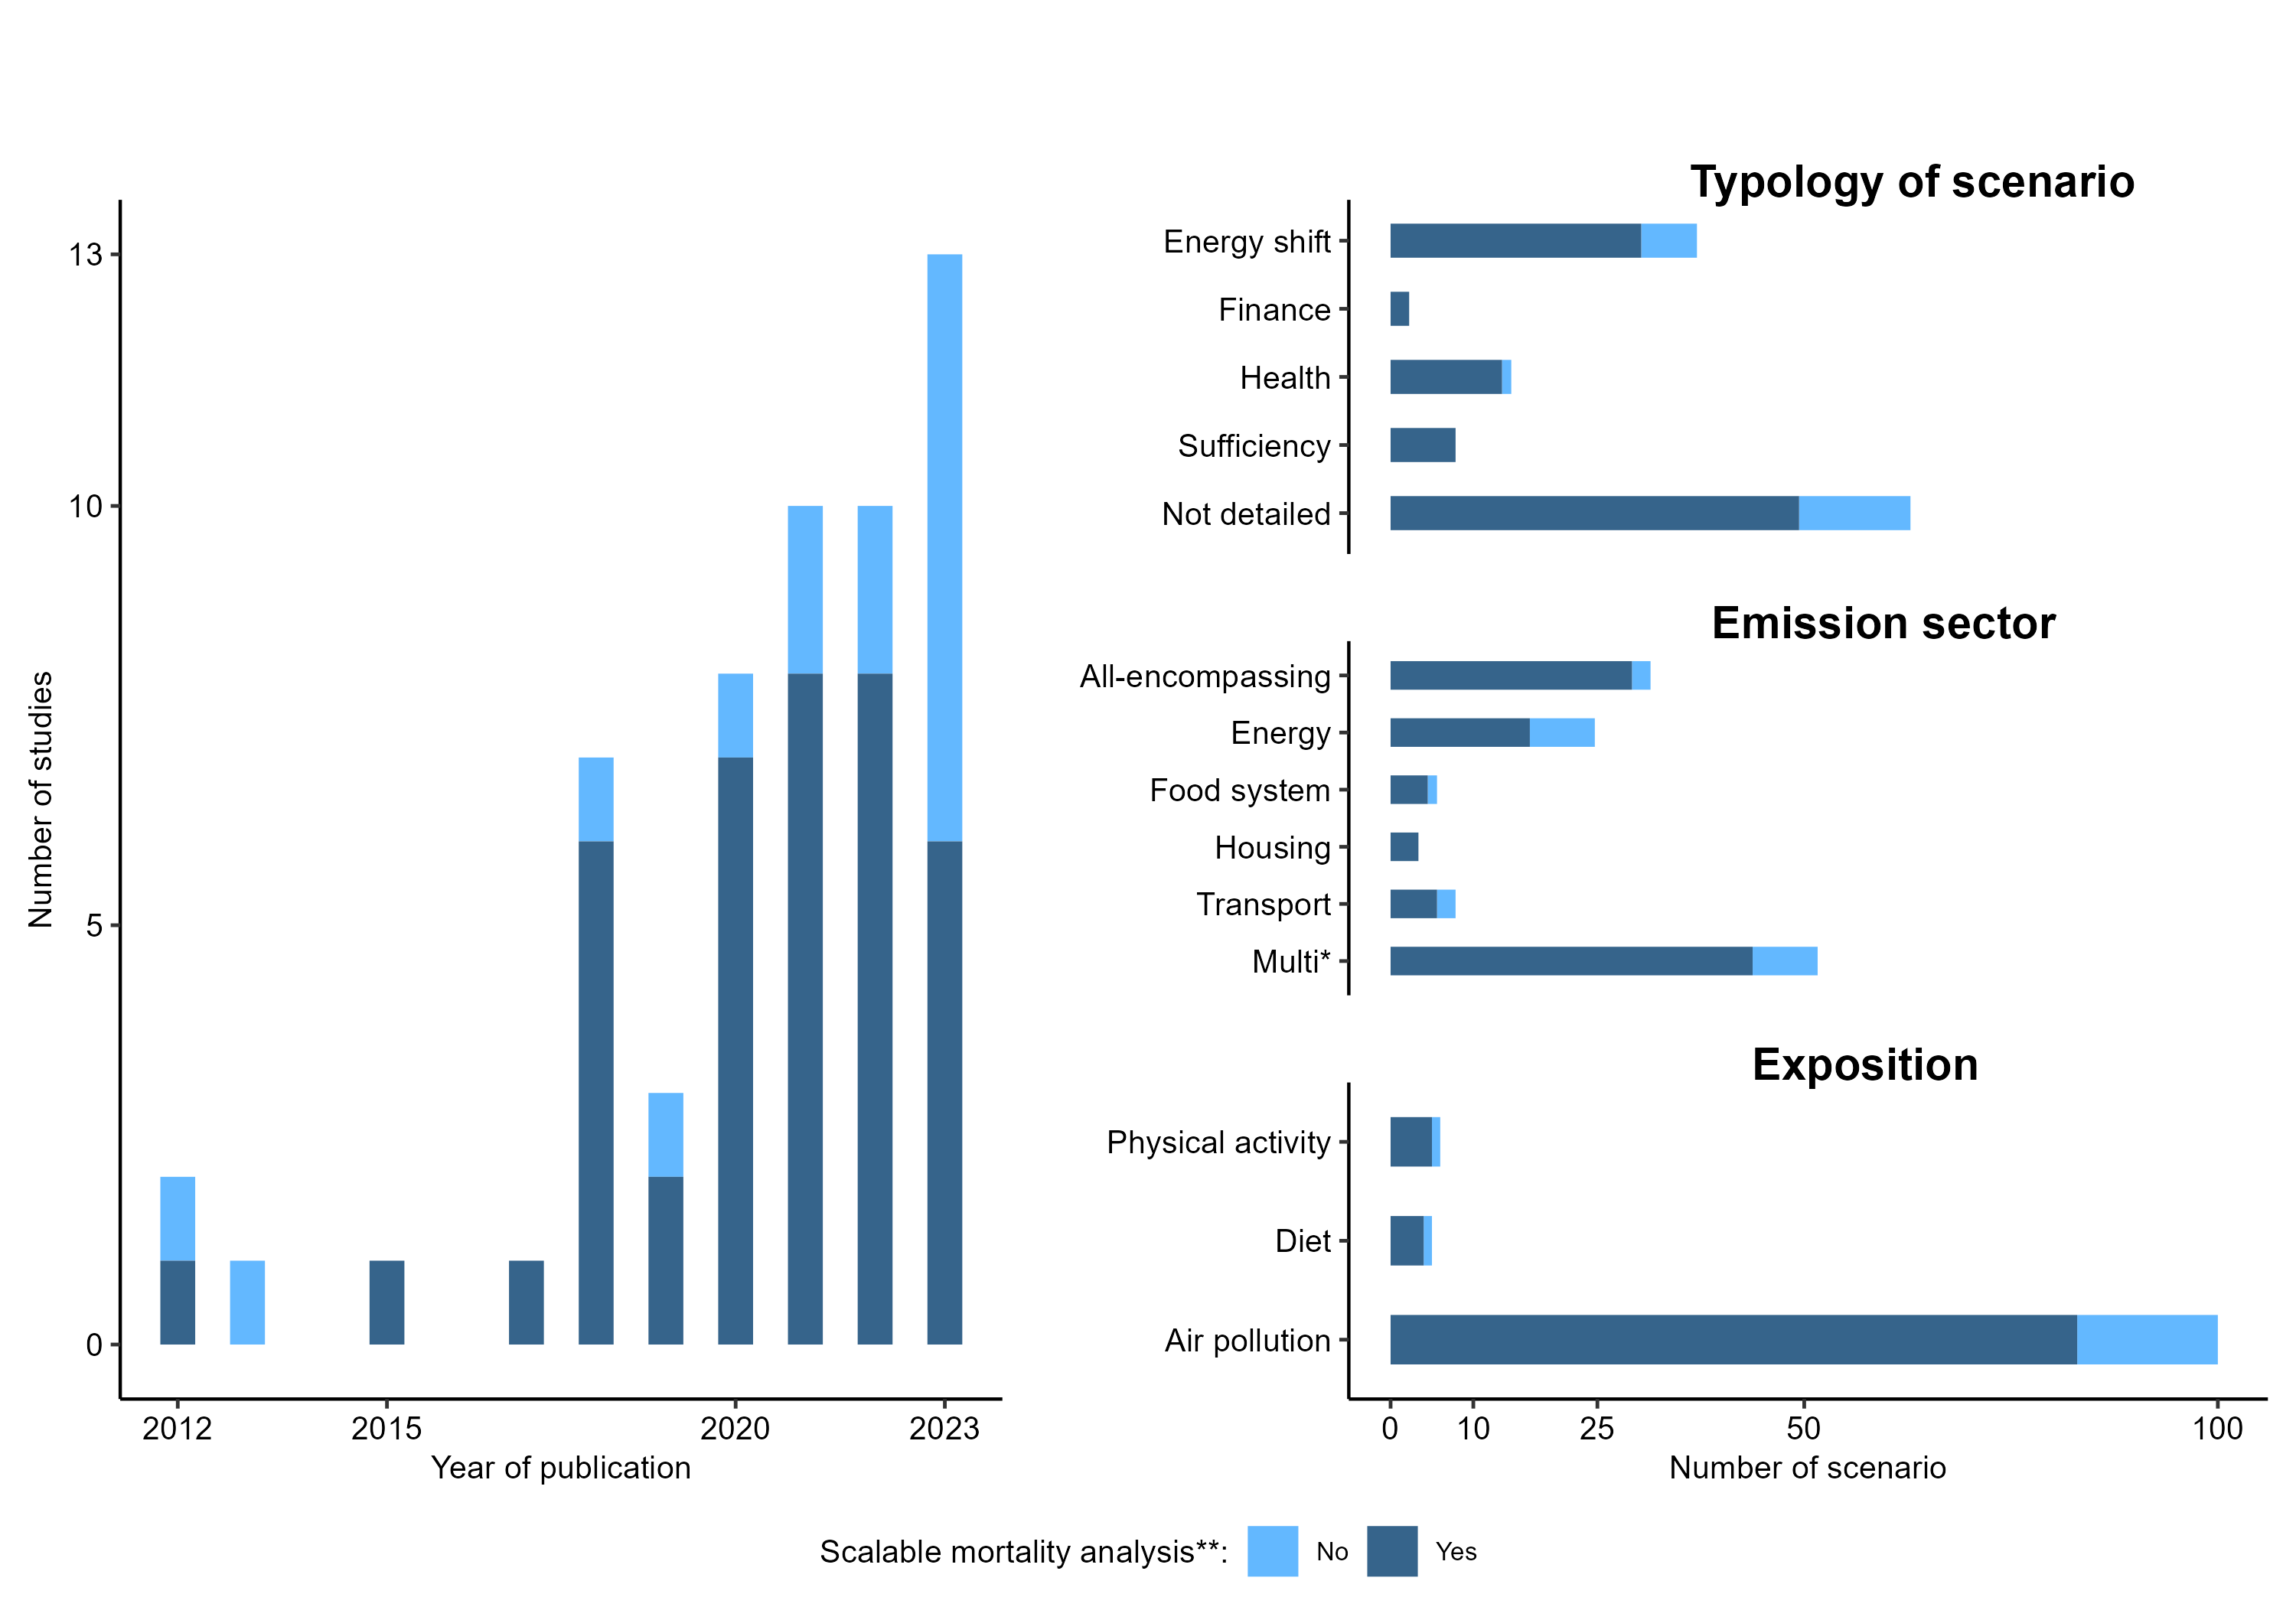 13
10
5
0
Number of studies
2012 2015 2020 2023
Year of publication
Typology of scenario
Energy shift
Finance
Health
Sufficiency
Not detailed
Emission sector
All-encompassing
Energy
Food system
Housing
Transport
Multi*
Exposition
Physical activity
Diet
Air pollution
0 10 25 50 100
Number of scenario
Scalable mortality analysis**: No Yes